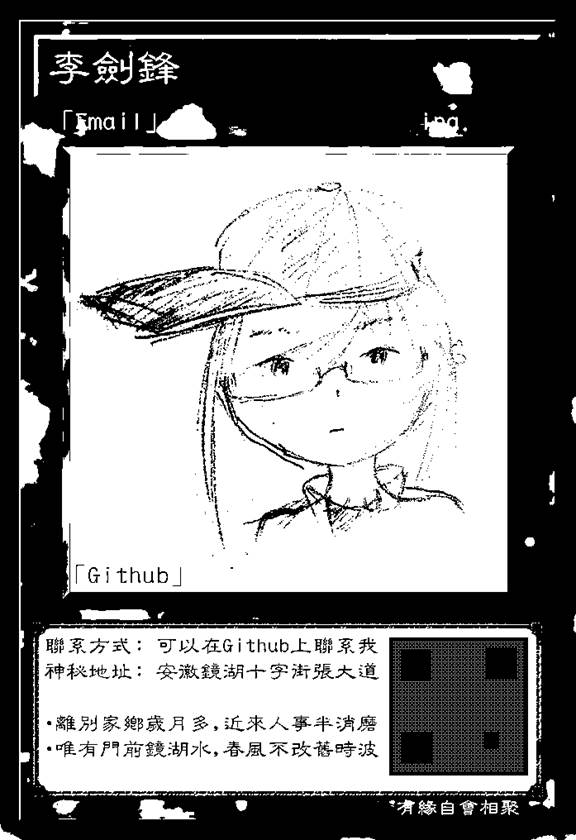 李劍鋒
「Email」
「Github」
聯系方式: 可以在Github上聯系我
神秘地址: 安徽鏡湖十字街張大道
·離別家鄉歲月多,近來人事半消磨
·唯有門前鏡湖水,春風不改舊時波
有緣自會相聚